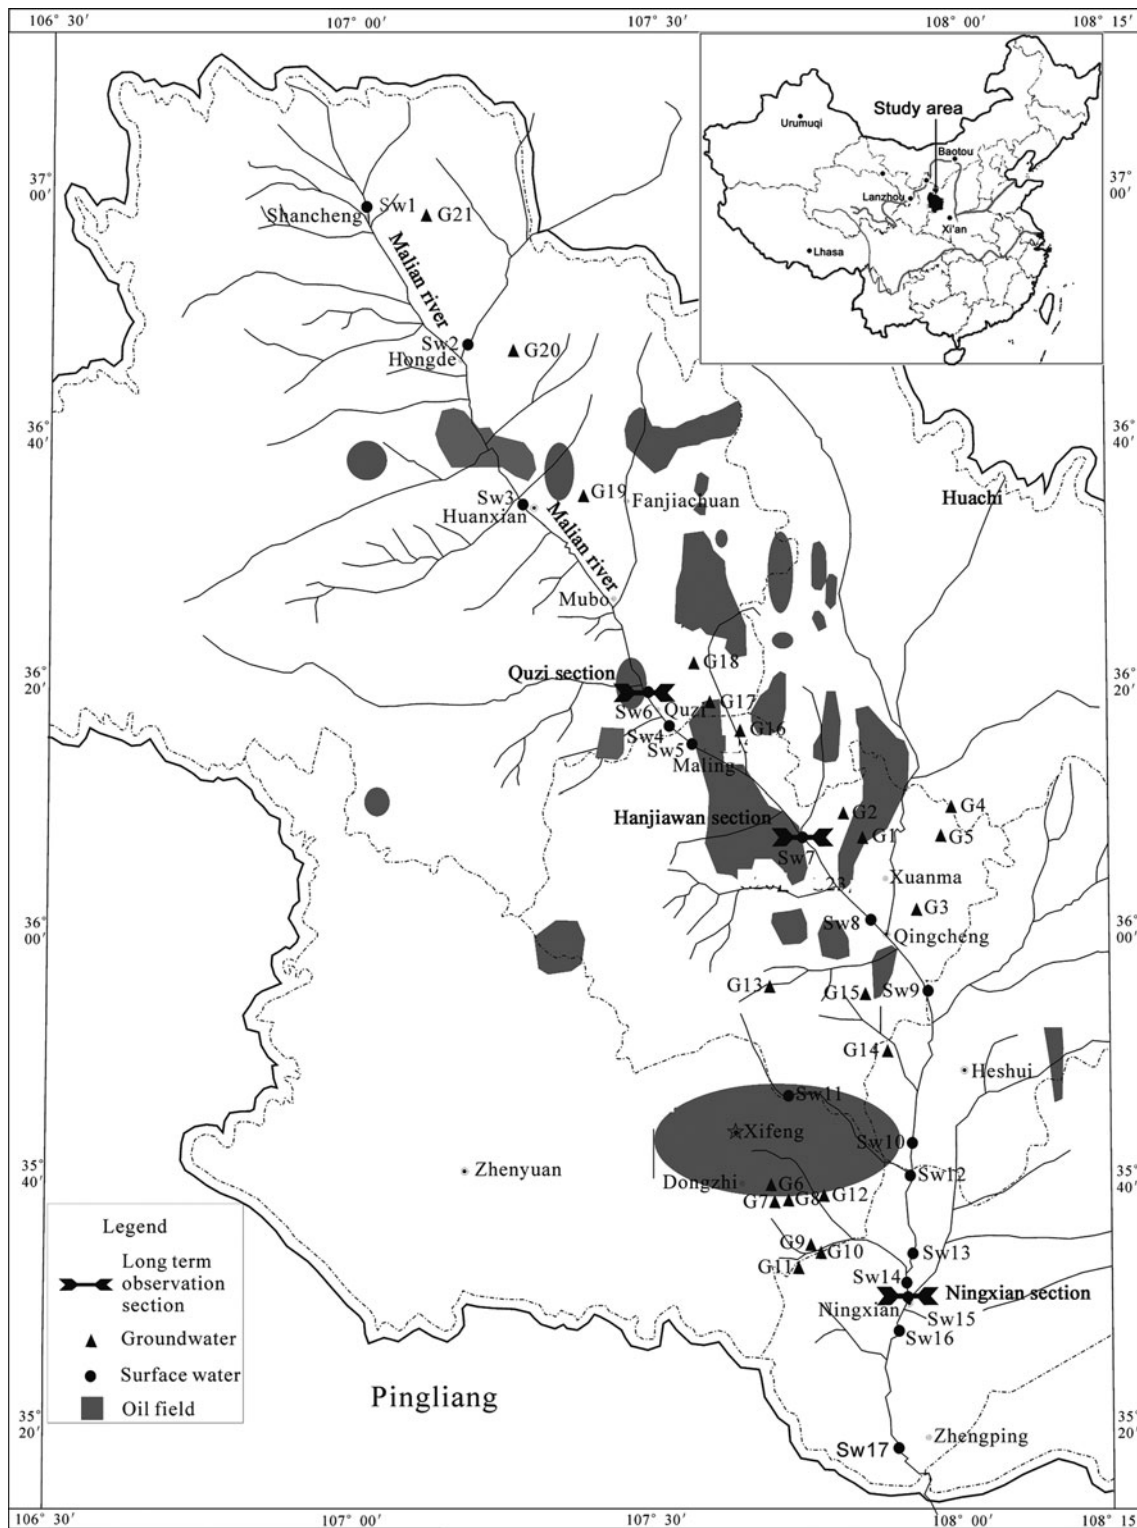 106° 30′
107° 00′
107° 30′
108° 00′
108° 15′
Study area
Urumuqi
Baotou
Lanzhou
Xi'an
Lhasa
37°
00′
37°
00′
Sw1
Shancheng
G21
Malian river
Sw2
Hongde
G20
36°
40′
36°
40′
Sw3
Huanxian
G19
Fanjiachuan
Huachi
Malian river
Mubo
36°
20′
36°
20′
Quzi section
G18
Sw6
Quzi
G17
Sw4
G16
Sw5
Maling
Hanjiawan section
G2
G4
G1
G5
Sw7
23
Xuanma
G3
36°
00′
36°
00′
Sw8
Qingcheng
G13
G15
Sw9
G14
Heshui
Sw11
Xifeng
Sw10
35°
40′
35°
40′
Zhenyuan
Dongzhi
G6
Sw12
G7
G8
G12
G9
G10
Sw13
G11
Sw14
Ningxian section
Ningxian
Sw15
Sw16
Legend
Long term
observation
section
Groundwater
Surface water
Oil field
Pingliang
35°
20′
35°
20′
Sw17
Zhengping
106° 30′
107° 00′
107° 30′
108° 00′
108° 15′